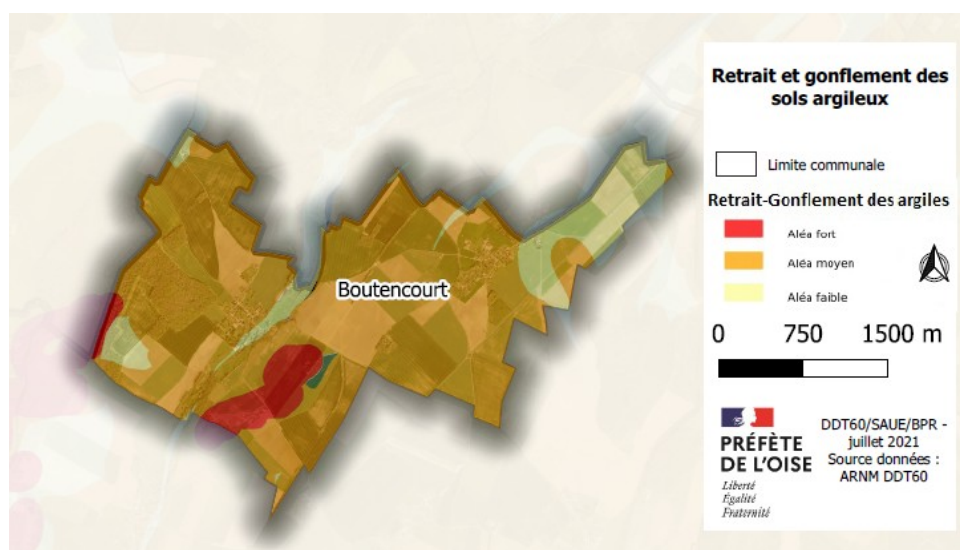 Boutencourt
Retrait et gonflement des
sols argileux
Limite communale
Retrait-Gonflement des argiles
Aléa fort
Aléa moyen
Aléa faible
0 750 1500 m
PRÉFÈTE
DE L'OISE
Liberté
Égalité
Fraternité
DDT60/SAUE/BPR -
juillet 2021
Source données :
ARNM DDT60